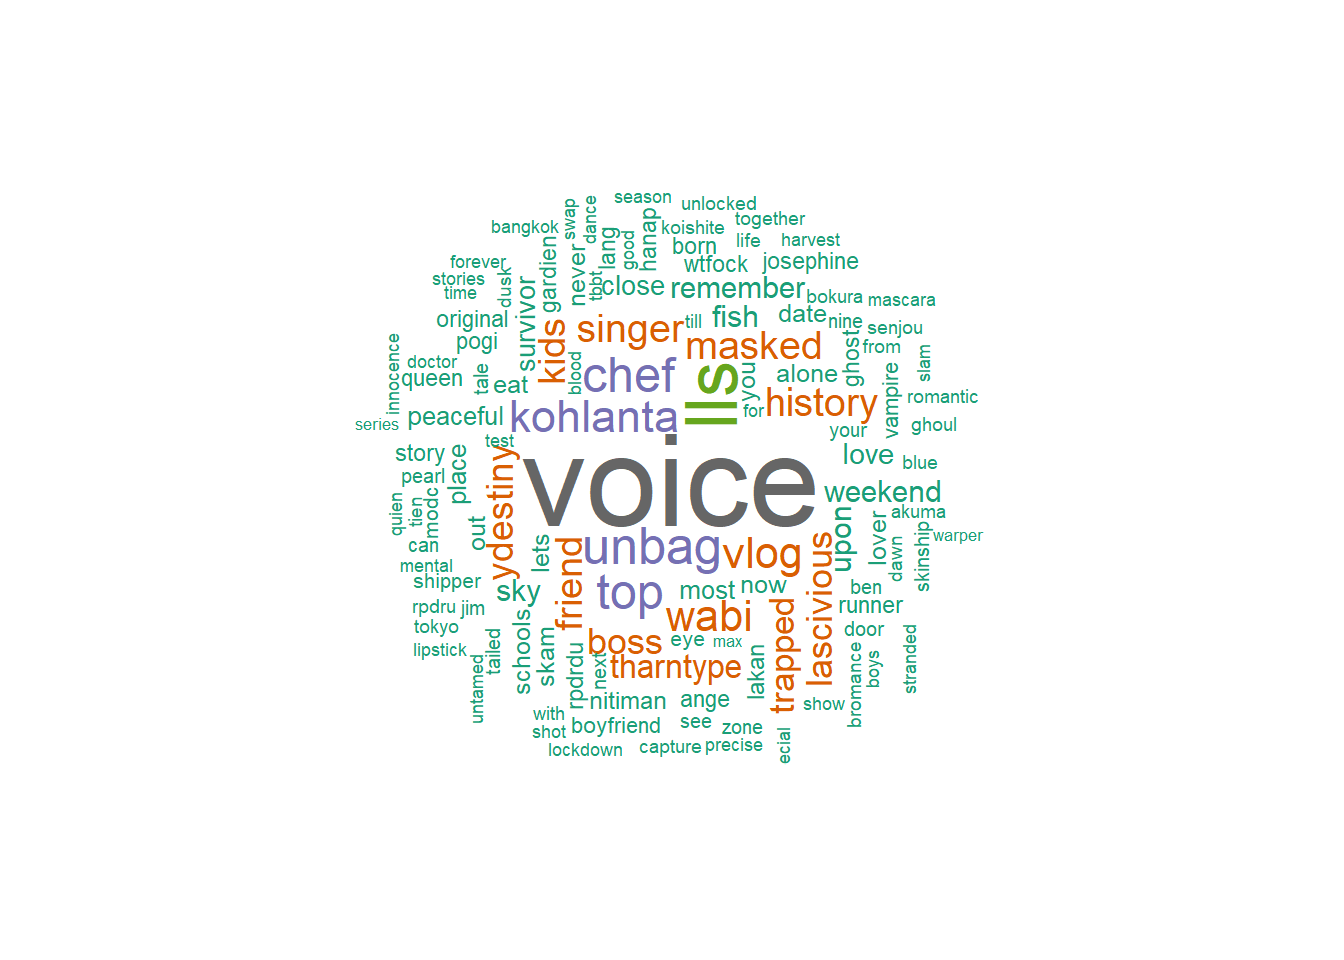 season
unlocked
swap
dance
bangkok
together
koishite
hanap
lang
good
born
life
harvest
forever
gardien
never
wtfock
josephine
stories
dusk
tbbt
close
remember
bokura
mascara
time
survivor
original
till
fish
date
nine
senjou
pogi
kids
singer
masked
ghost
from
slam
innocence
doctor
tale
blood
chef
lls
you
alone
vampire
queen
eat
romantic
series
peaceful
kohlanta
for
history
your
ghoul
test
story
voice
love
blue
pearl
place
ydestiny
weekend
quien
tien
modc
out
upon
lover
akuma
can
lets
friend
unbag
vlog
lascivious
dawn
skinship
warper
mental
shipper
sky
top
most
now
ben
rpdru
jim
wabi
trapped
runner
tokyo
schools
skam
boss
eye
max
door
lipstick
tailed
tharntype
lakan
bromance
boys
stranded
untamed
rpdrdu
next
nitiman
ange
show
with
boyfriend
see
zone
shot
lockdown
capture
precise
ecial